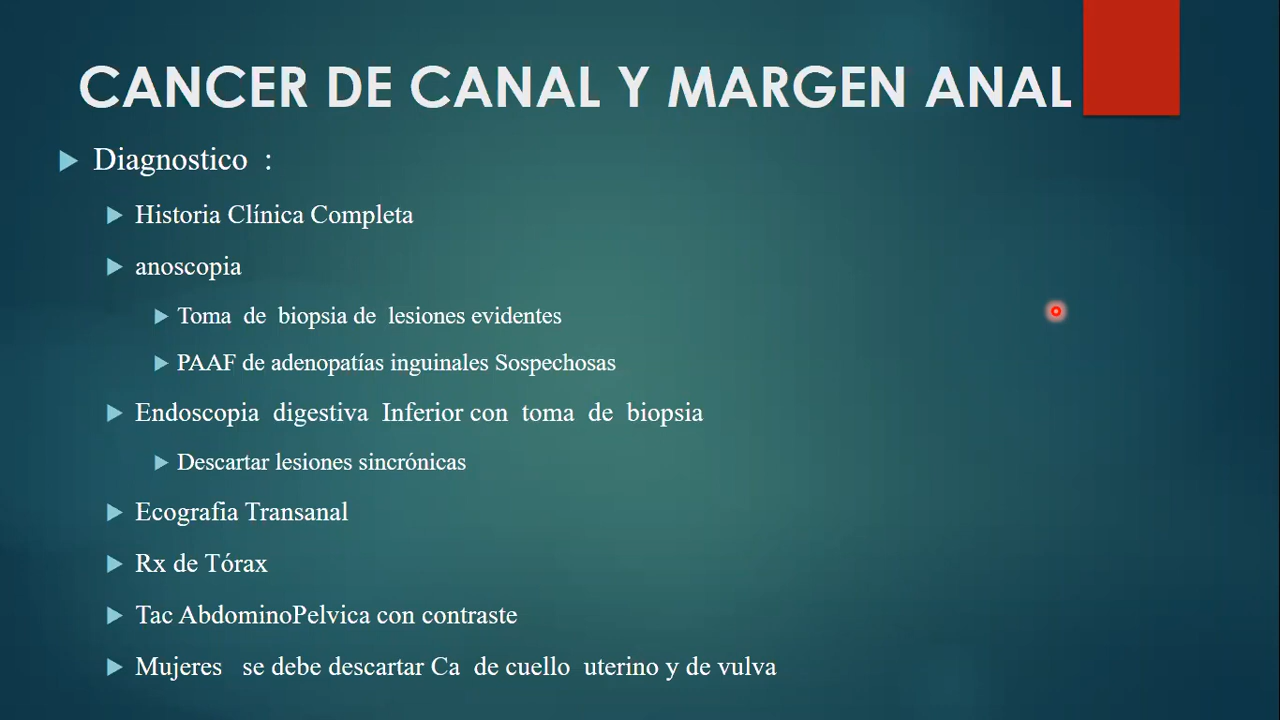 CANCER DE CANAL Y MARGEN ANAL
Diagnostico :
Historia Clínica Completa
anoscopia
Toma de biopsia de lesiones evidentes
PAAF de adenopatías inguinales Sospechosas
Endoscopia digestiva Inferior con toma de biopsia
Descartar lesiones sincrónicas
Ecografia Transanal
Rx de Tórax
Tac AbdominoPelvica con contraste
Mujeres se debe descartar Ca de cuello uterino y de vulva